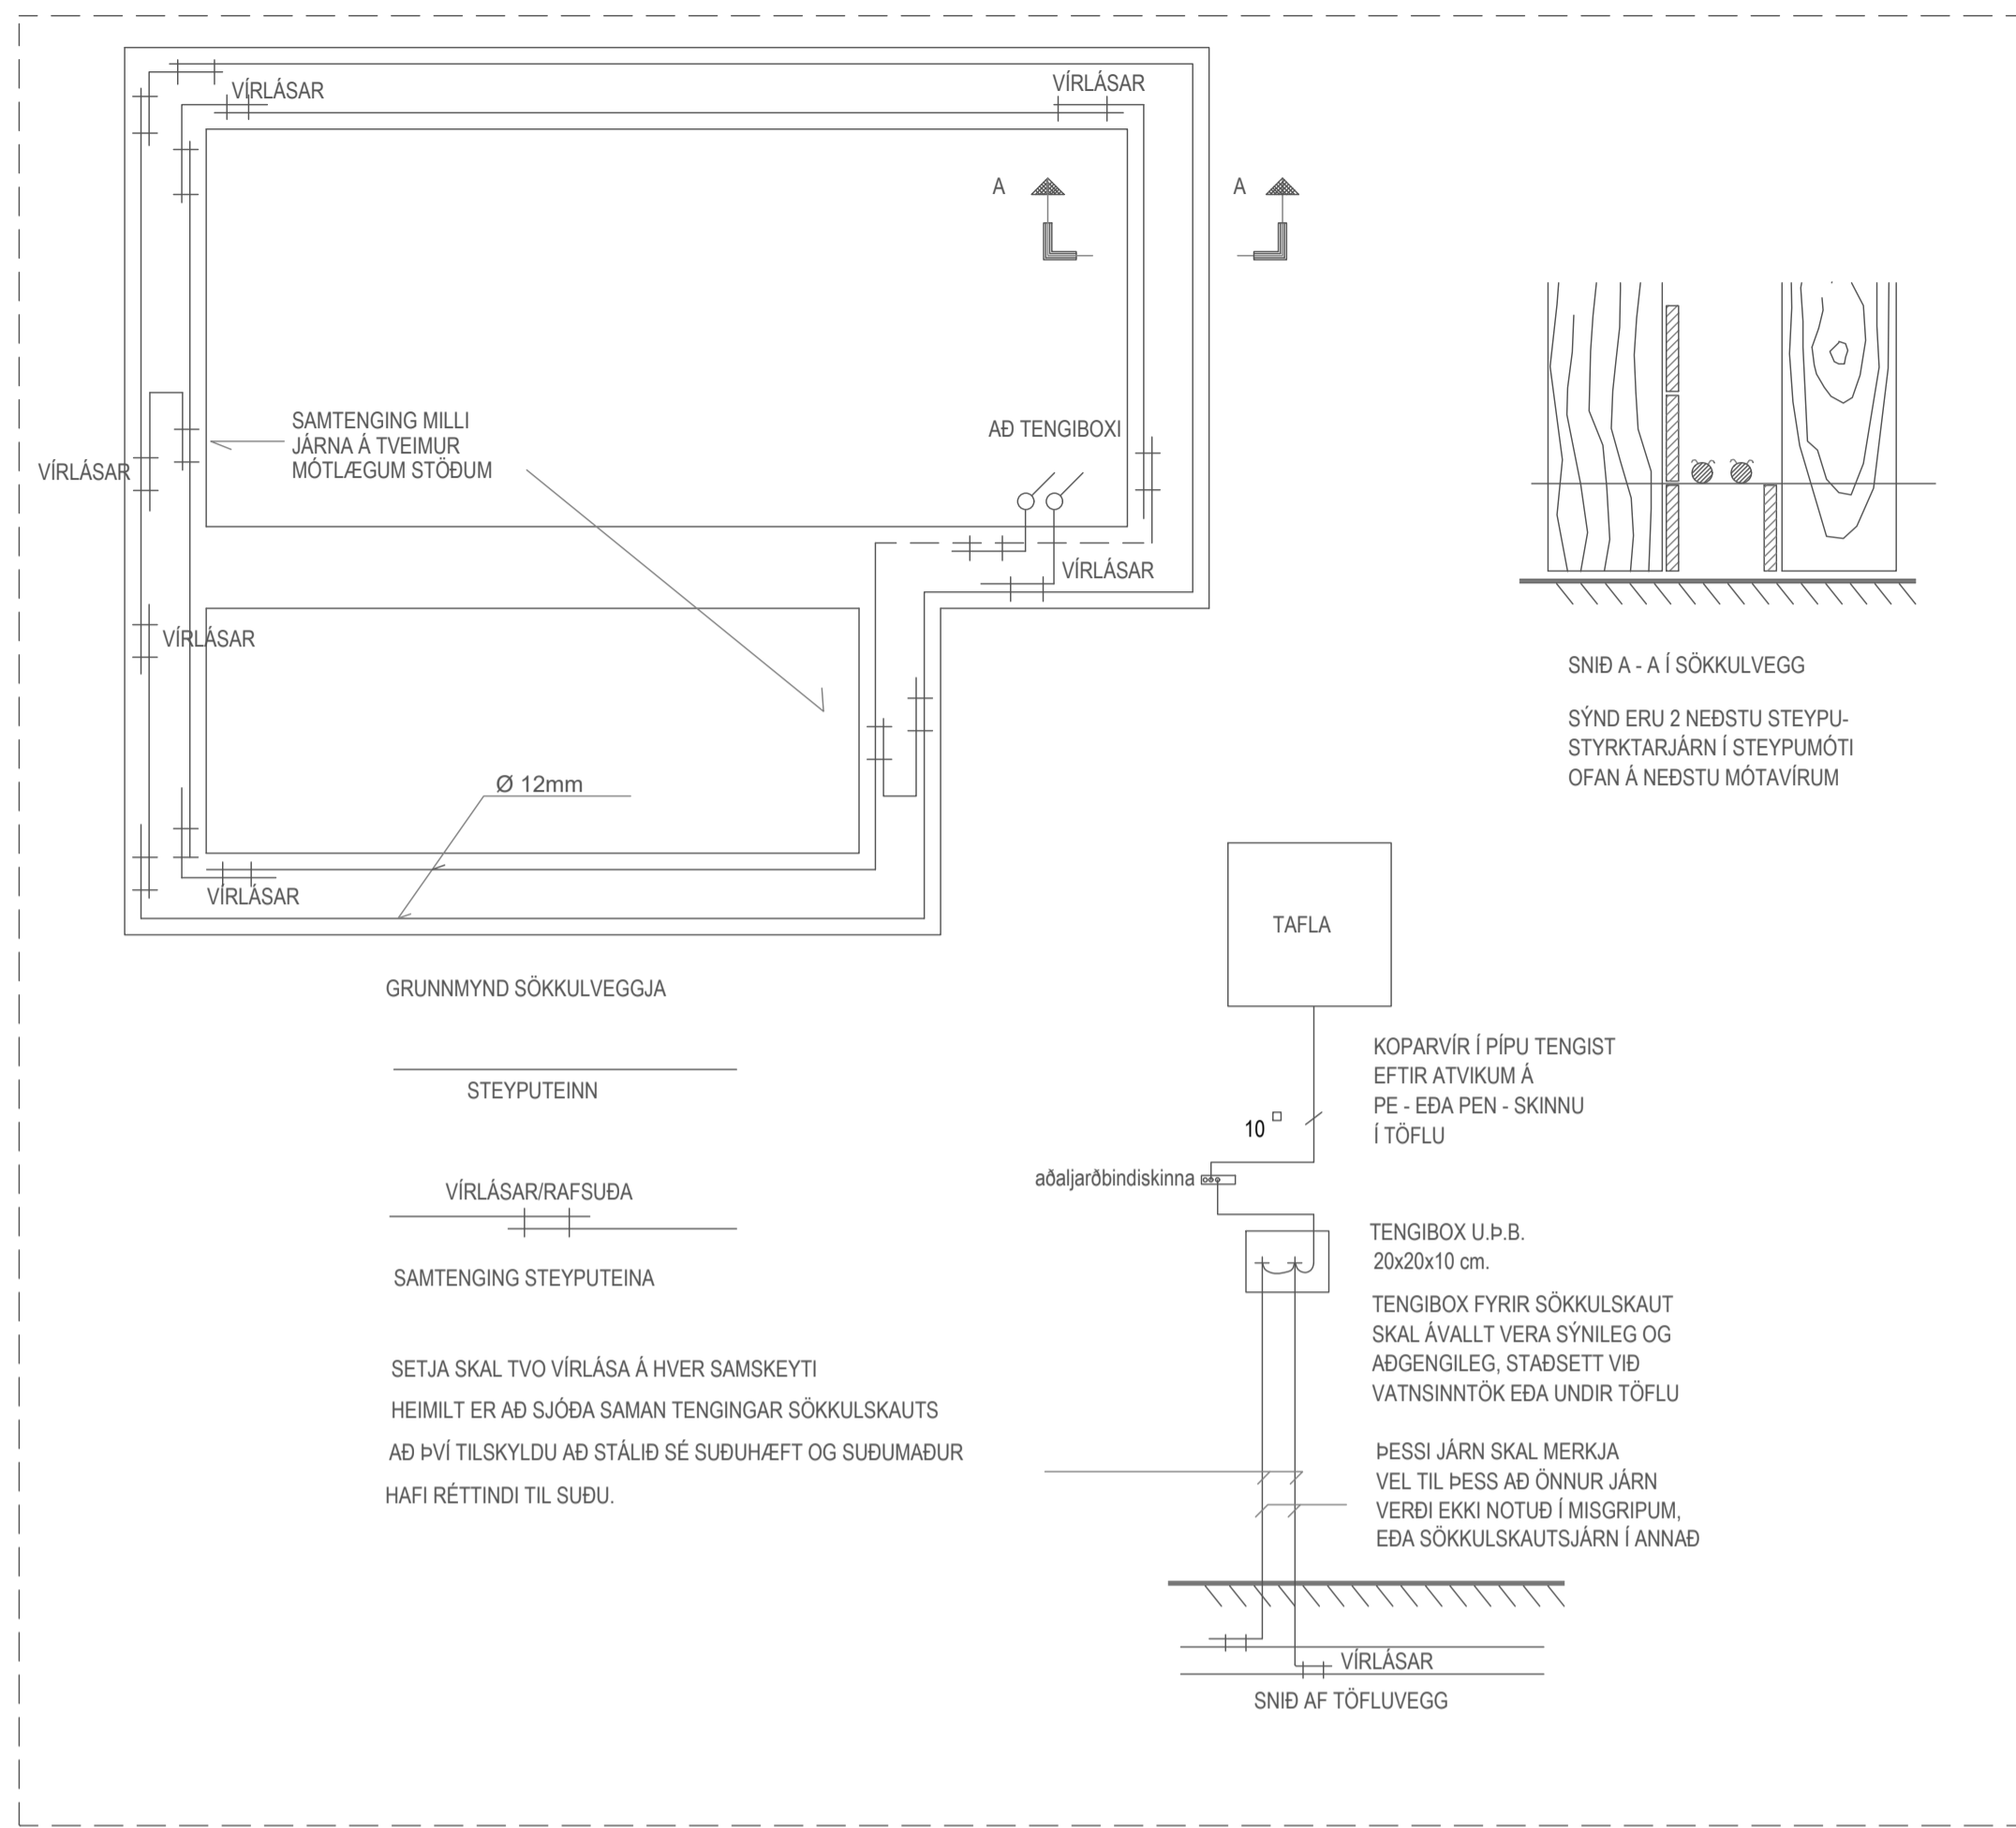 VÍRLÁSAR
VÍRLÁSAR
A
A
SAMTENGING MILLI
JÁRNA Á TVEIMUR
MÓTLÆGUM STÖÐUM
AÐ TENGIBOXI
VÍRLÁSAR
VÍRLÁSAR
VÍRLÁSAR
Ø 12mm
VÍRLÁSAR
GRUNNMYND SÖKKULVEGGJA
STEYPUTEINN
VÍRLÁSAR/RAFSUÐA
SAMTENGING STEYPUTEINA
SETJA SKAL TVO VÍRLÁSA Á HVER SAMSKEYTI
HEIMILT ER AÐ SJÓÐA SAMAN TENGINGAR SÖKKULSKAUTS
AÐ ÞVÍ TILSKYLDU AÐ STÁLIÐ SÉ SUÐUHÆFT OG SUÐUMAÐUR
HAFI RÉTTINDI TIL SUÐU.
SNIÐ A - A Í SÖKKULVEGG
SÝND ERU 2 NEÐSTU STEYPU-
STYRKTARJÁRN Í STEYPUMÓTI
OFAN Á NEÐSTU MÓTAVÍRUM
TAFLA
KOPARVÍR Í PÍPU TENGIST
EFTIR ATVIKUM Á
PE - EÐA PEN - SKINNU
Í TÖFLU
10
aðaljarðbindiskinna
TENGIBOX U.Þ.B.
20x20x10 cm.
TENGIBOX FYRIR SÖKKULSKAUT
SKAL ÁVALLT VERA SÝNILEG OG
AÐGENGILEG, STAÐSETT VIÐ
VATNSINNTÖK EÐA UNDIR TÖFLU
ÞESSI JÁRN SKAL MERKJA
VEL TIL ÞESS AÐ ÖNNUR JÁRN
VERÐI EKKI NOTUÐ Í MISGRIPUM,
EÐA SÖKKULSKAUTSJÁRN Í ANNAÐ
VÍRLÁSAR
SNIÐ AF TÖFLUVEGG